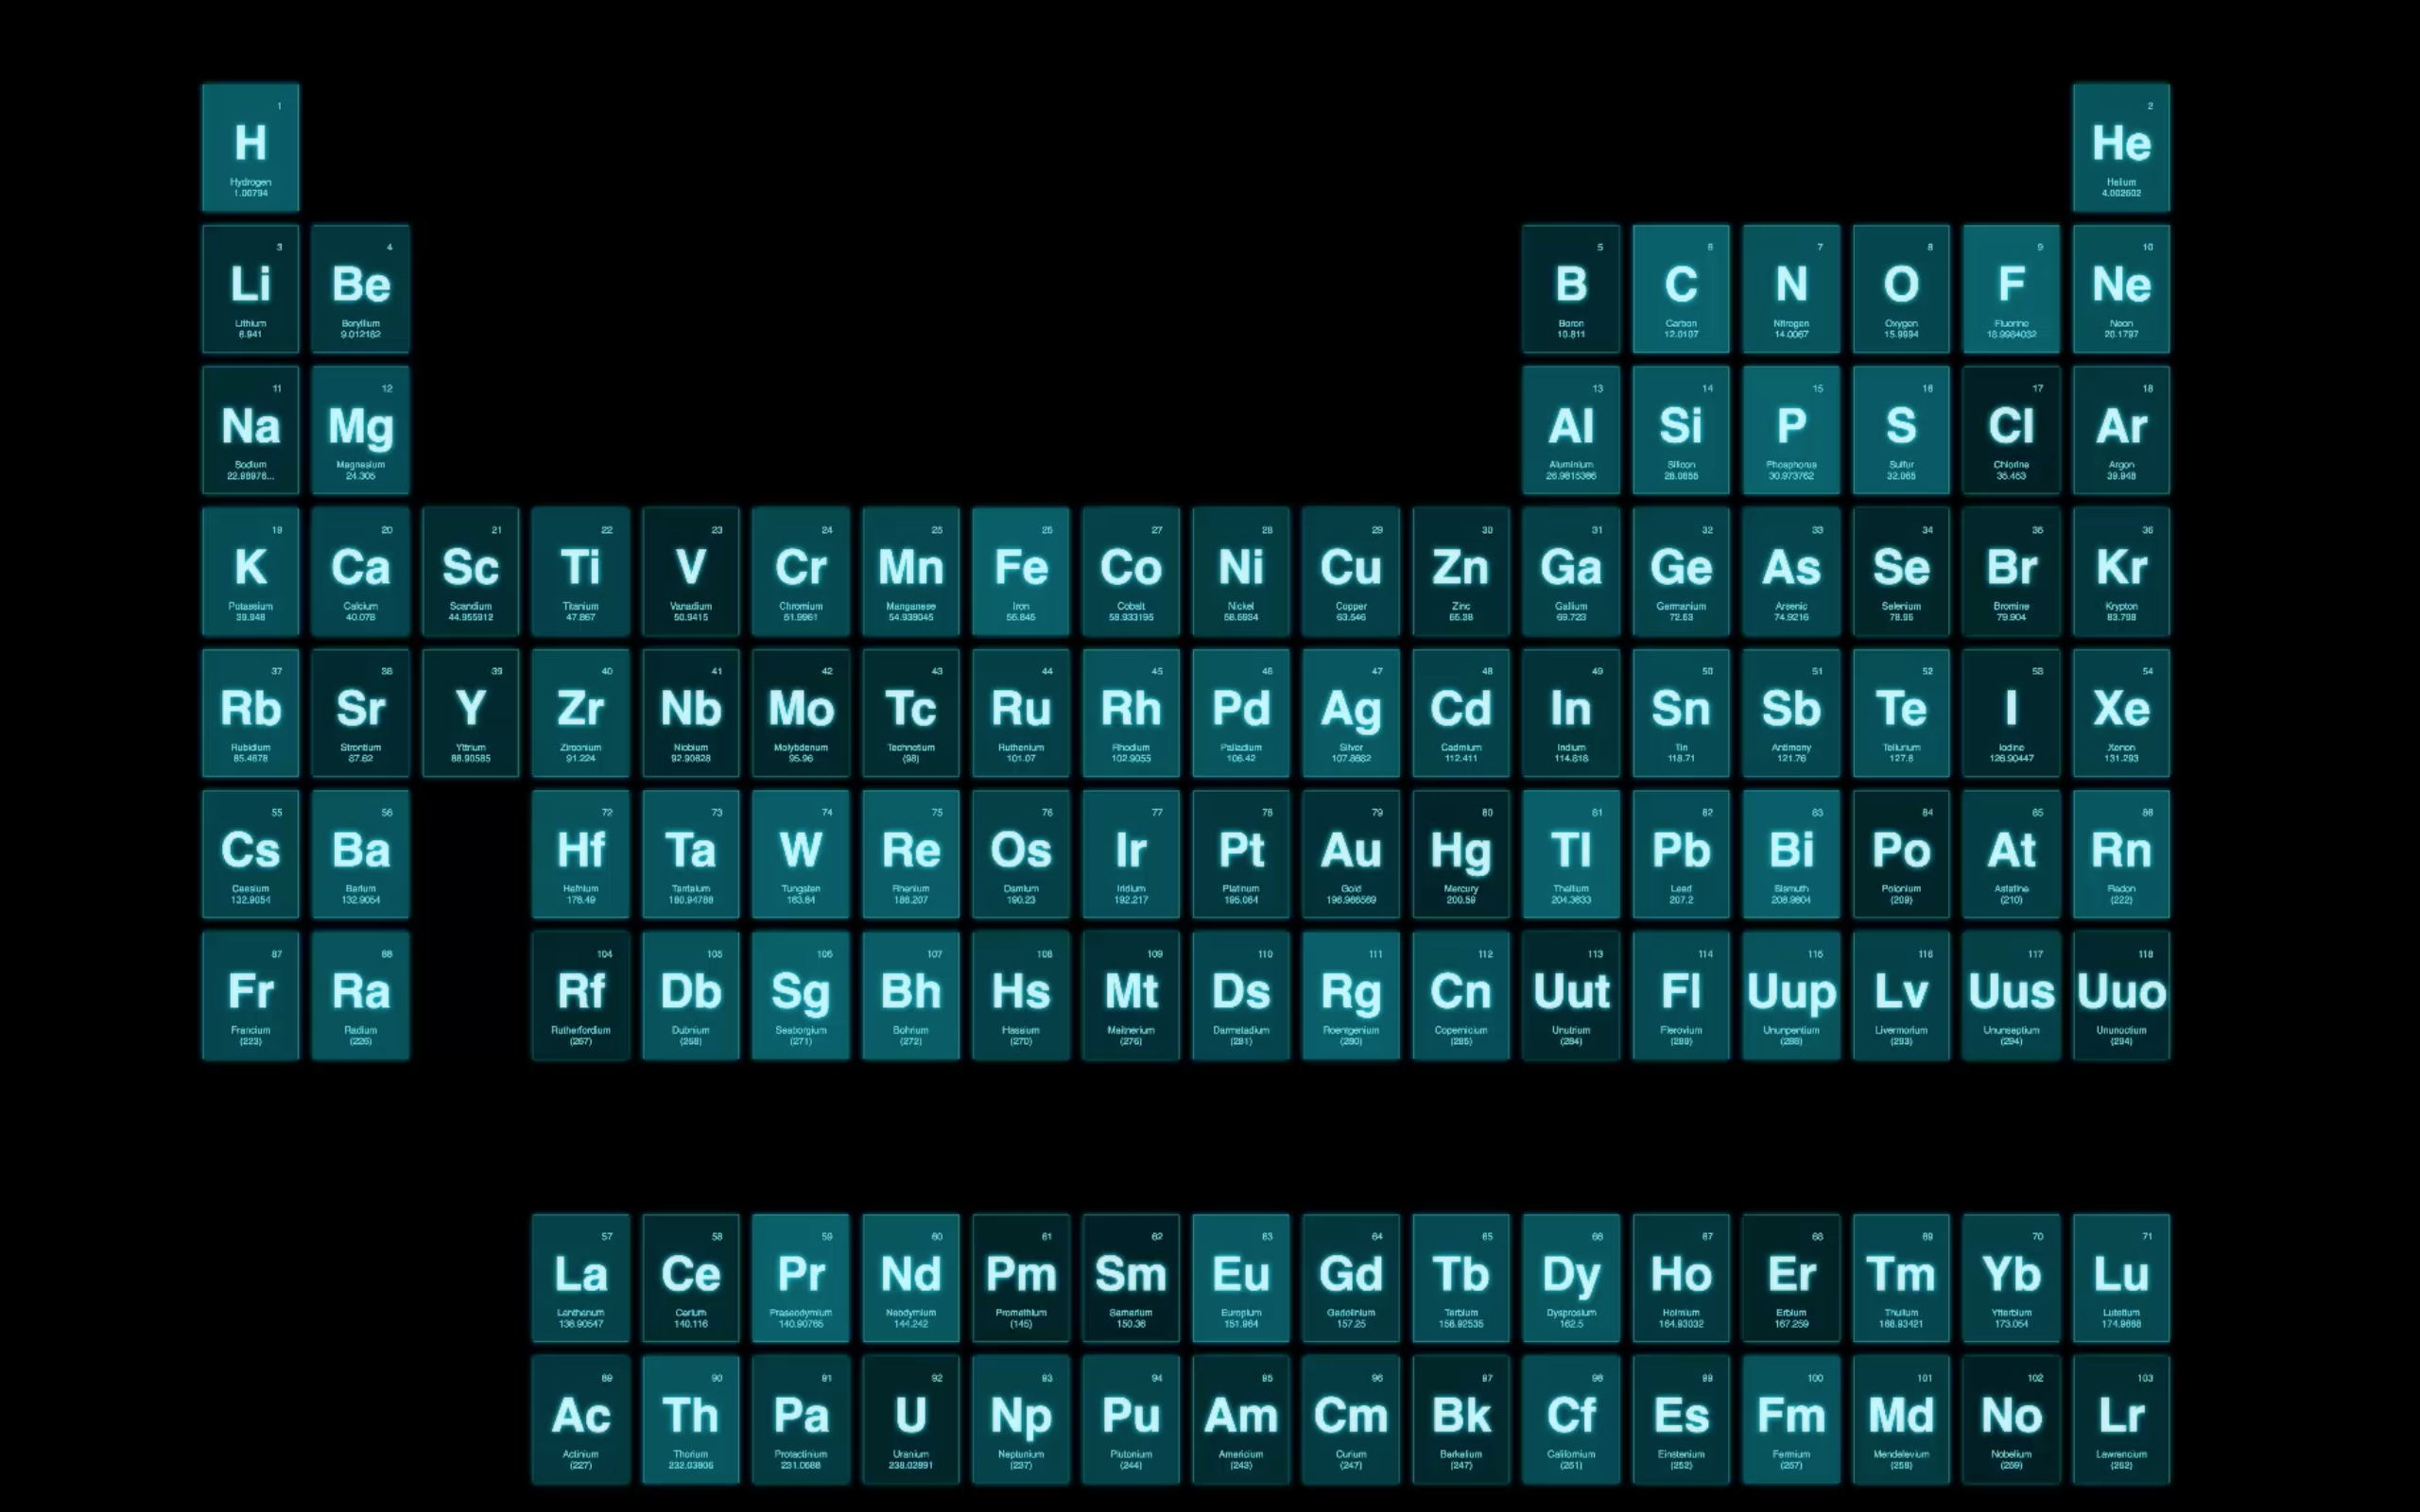 1 2
H He
Hydrogen Helium
1.00794 4.002602
3 4 5 6 7 8 9 10
Li Be B C N O F Ne
Lithium Beryllium Boron Carbon Nitrogen Oxygen Fluorine Neon
6.941 9.012182 10.811 12.0107 14.0067 15.9994 18.9984032 20.1797
11 12 13 14 15 16 17 18
Na Mg Al Si P S Cl Ar
Sodium Magnesium Aluminium Silicon Phosphorus Sulfur Chlorine Argon
22.98976... 24.305 26.9815386 28.0855 30.973762 32.065 35.453 39.948
19 20 21 22 23 24 25 26 27 28 29 30 31 32 33 34 35 36
K Ca Sc Ti V Cr Mn Fe Co Ni Cu Zn Ga Ge As Se Br Kr
Potassium Calcium Scandium Titanium Vanadium Chromium Manganese Iron Cobalt Nickel Copper Zinc Gallium Germanium Arsenic Selenium Bromine Krypton
39.948 40.078 44.955912 47.867 50.9415 51.9961 54.938045 55.845 58.933195 58.6934 63.546 65.38 69.723 72.63 74.9216 78.96 79.904 83.798
37 38 39 40 41 42 43 44 45 46 47 48 49 50 51 52 53 54
Rb Sr Y Zr Nb Mo Tc Ru Rh Pd Ag Cd In Sn Sb Te I Xe
Rubidium Strontium Yttrium Zirconium Niobium Molybdenum Technetium Ruthenium Rhodium Palladium Silver Cadmium Indium Tin Antimony Tellurium Iodine Xenon
85.4678 87.62 88.90585 91.224 92.90628 95.96 (98) 101.07 102.9055 106.42 107.8682 112.411 114.818 118.71 121.76 127.6 126.90447 131.293
55 56 72 73 74 75 76 77 78 79 80 81 82 83 84 85 86
Cs Ba Hf Ta W Re Os Ir Pt Au Hg Tl Pb Bi Po At Rn
Caesium Barium Hafnium Tantalum Tungsten Rhenium Osmium Iridium Platinum Gold Mercury Thallium Lead Bismuth Polonium Astatine Radon
132.9054 132.9054 178.49 180.94788 183.84 186.207 190.23 192.217 195.084 196.966569 200.59 204.3833 207.2 208.9804 (209) (210) (222)
87 88 104 105 106 107 108 109 110 111 112 113 114 115 116 117 118
Fr Ra Rf Db Sg Bh Hs Mt Ds Rg Cn Uut Fl Uup Lv Uus Uuo
Francium Radium Rutherfordium Dubnium Seaborgium Bohrium Hassium Meitnerium Darmstadium Roentgenium Copernicium Unutrium Flerovium Ununpentium Livermorium Ununseptium Ununoctium
(223) (226) (267) (268) (271) (272) (270) (276) (281) (280) (285) (284) (289) (288) (293) (294) (294)
57 58 59 60 61 62 63 64 65 66 67 68 69 70 71
La Ce Pr Nd Pm Sm Eu Gd Tb Dy Ho Er Tm Yb Lu
Lanthanum Cerium Praseodymium Neodymium Promethium Samarium Europium Gadolinium Terbium Dysprosium Holmium Erbium Thulium Ytterbium Lutetium
138.90547 140.116 140.90765 144.242 (145) 150.36 151.964 157.25 158.92535 162.5 164.93032 167.259 168.93421 173.054 174.9668
89 90 91 92 93 94 95 96 97 98 99 100 101 102 103
Ac Th Pa U Np Pu Am Cm Bk Cf Es Fm Md No Lr
Actinium Thorium Protactinium Uranium Neptunium Plutonium Americium Curium Berkelium Californium Einstenium Fermium Mendelevium Nobelium Lawrencium
(227) 232.03806 231.0588 238.02891 (237) (244) (243) (247) (247) (251) (252) (257) (258) (259) (262)